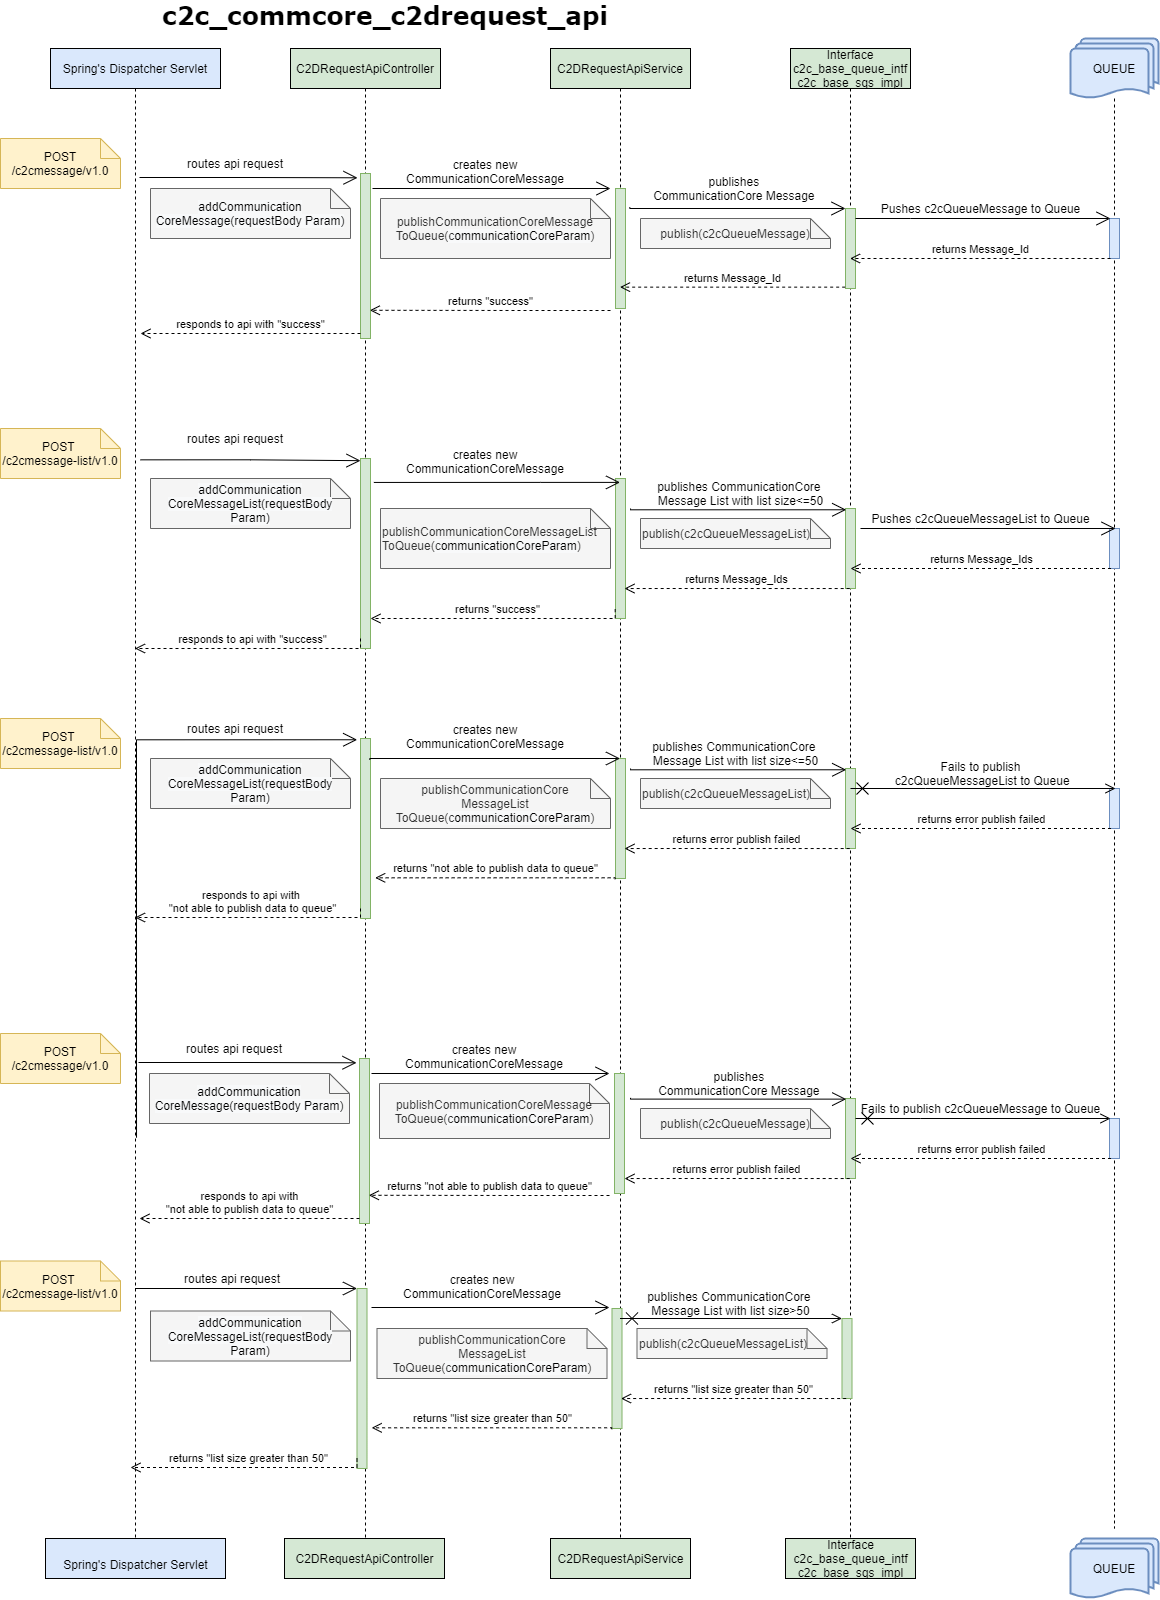 c2c_commcore_c2drequest_api
Spring's Dispatcher Servlet
C2DRequestApiController
C2DRequestApiService
Interface
c2c_base_queue_intf
c2c_base_sqs_impl
QUEUE
POST
/c2cmessage/v1.0
routes api request
addCommunication
CoreMessage(requestBody Param)
creates new
CommunicationCoreMessage
publishCommunicationCoreMessage
ToQueue(communicationCoreParam)
publishes
CommunicationCore Message
publish(c2cQueueMessage)
Pushes c2cQueueMessage to Queue
returns Message_Id
returns Message_Id
returns "success"
responds to api with "success"
POST
/c2cmessage-list/v1.0
routes api request
addCommunication
CoreMessageList(requestBody
Param)
creates new
CommunicationCoreMessage
publishCommunicationCoreMessageList
ToQueue(communicationCoreParam)
publishes CommunicationCore
Message List with list size<=50
publish(c2cQueueMessageList)
Pushes c2cQueueMessageList to Queue
returns Message_Ids
returns Message_Ids
returns "success"
responds to api with "success"
POST
/c2cmessage-list/v1.0
routes api request
addCommunication
CoreMessageList(requestBody
Param)
creates new
CommunicationCoreMessage
publishCommunicationCore
MessageList
ToQueue(communicationCoreParam)
publishes CommunicationCore
Message List with list size<=50
publish(c2cQueueMessageList)
Fails to publish
c2cQueueMessageList to Queue
returns error publish failed
returns error publish failed
returns "not able to publish data to queue"
responds to api with
"not able to publish data to queue"
POST
/c2cmessage/v1.0
routes api request
addCommunication
CoreMessage(requestBody Param)
creates new
CommunicationCoreMessage
publishCommunicationCoreMessage
ToQueue(communicationCoreParam)
publishes
CommunicationCore Message
publish(c2cQueueMessage)
Fails to publish c2cQueueMessage to Queue
returns error publish failed
returns error publish failed
returns "not able to publish data to queue"
responds to api with
"not able to publish data to queue"
POST
/c2cmessage-list/v1.0
routes api request
addCommunication
CoreMessageList(requestBody
Param)
creates new
CommunicationCoreMessage
publishCommunicationCore
MessageList
ToQueue(communicationCoreParam)
publishes CommunicationCore
Message List with list size>50
publish(c2cQueueMessageList)
returns "list size greater than 50"
returns "list size greater than 50"
returns "list size greater than 50"
Spring's Dispatcher Servlet
C2DRequestApiController
C2DRequestApiService
Interface
c2c_base_queue_intf
c2c_base_sqs_impl
QUEUE